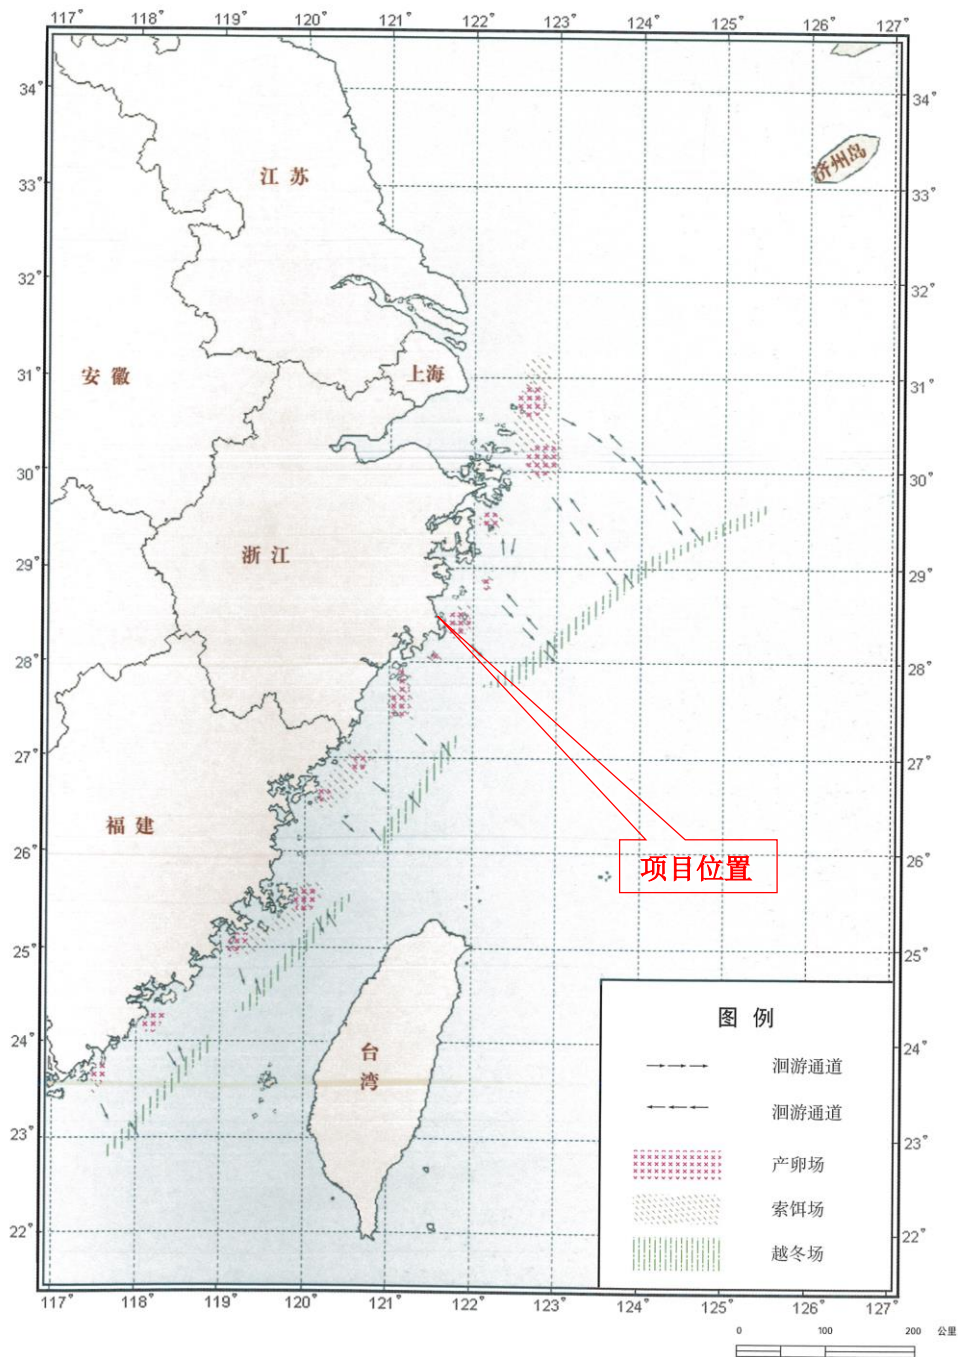 117° 118° 119° 120° 121° 122° 123° 124° 125° 126° 127°
34° 34°
济州岛
江 苏
33° 33°
32° 32°
31° 安 徽 上海 31°
30° 30°
浙 江
29° 29°
28° 28°
27° 27°
福 建
26° 项目位置 26°
25° 25°
图 例
24° 台 24°
湾
洄游通道
洄游通道
23° 23°
产卵场
索饵场
22° 22°
越冬场
117° 118° 119° 120° 121° 122° 123° 124° 125° 126° 127°
0 100 200 公里